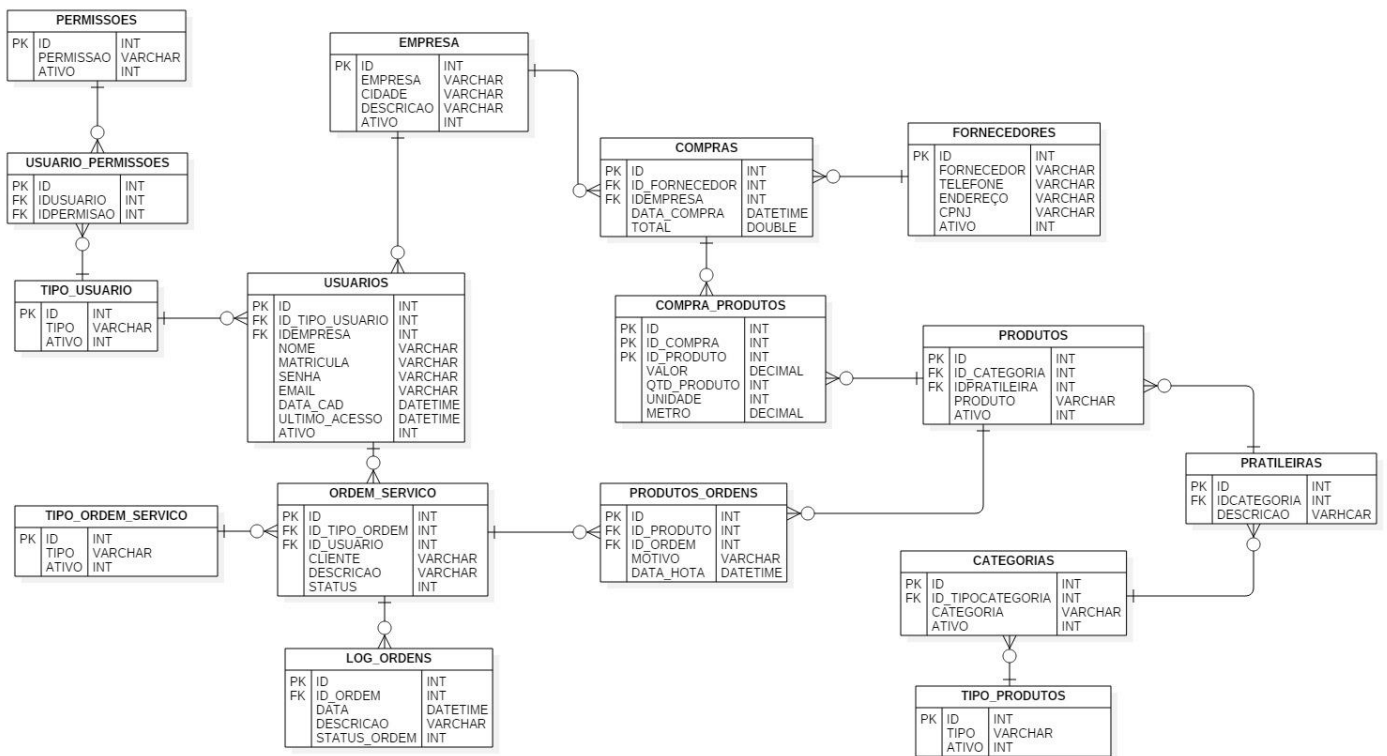 PERMISSOES
PK ID INT
PERMISSAO VARCHAR
ATIVO INT
EMPRESA
PK ID INT
EMPRESA VARCHAR
CIDADE VARCHAR
DESCRICAO VARCHAR
ATIVO INT
FORNECEDORES
PK ID INT
FORNECEDOR VARCHAR
TELEFONE VARCHAR
ENDEREÇO VARCHAR
CPNJ VARCHAR
ATIVO INT
COMPRAS
PK ID INT
FK ID_FORNECEDOR INT
FK IDEMPRESA INT
DATA_COMPRA DATETIME
TOTAL DOUBLE
USUARIO_PERMISSOES
PK ID INT
FK IDUSUARIO INT
FK IDPERMISAO INT
TIPO_USUARIO
PK ID INT
TIPO VARCHAR
ATIVO INT
USUARIOS
PK ID INT
FK ID_TIPO_USUARIO INT
FK IDEMPRESA INT
NOME VARCHAR
MATRICULA VARCHAR
SENHA VARCHAR
EMAIL VARCHAR
DATA_CAD DATETIME
ULTIMO_ACESSO DATETIME
ATIVO INT
COMPRA_PRODUTOS
PK ID INT
PK ID_COMPRA INT
PK ID_PRODUTO INT
VALOR DECIMAL
QTD_PRODUTO INT
UNIDADE INT
METRO DECIMAL
PRODUTOS
PK ID INT
FK ID_CATEGORIA INT
FK IDPRATILEIRA INT
PRODUTO VARCHAR
ATIVO INT
PRATILEIRAS
PK ID INT
FK IDCATEGORIA INT
DESCRICAO VARHCAR
TIPO_ORDEM_SERVICO
PK ID INT
TIPO VARCHAR
ATIVO INT
ORDEM_SERVICO
PK ID INT
FK ID_TIPO_ORDEM INT
FK ID_USUARIO INT
CLIENTE VARCHAR
DESCRICAO VARCHAR
STATUS INT
PRODUTOS_ORDENS
PK ID INT
FK ID_PRODUTO INT
FK ID_ORDEM INT
MOTIVO VARCHAR
DATA_HOTA DATETIME
CATEGORIAS
PK ID INT
FK ID_TIPOCATEGORIA INT
CATEGORIA VARCHAR
ATIVO INT
LOG_ORDENS
PK ID INT
FK ID_ORDEM INT
DATA DATETIME
DESCRICAO VARCHAR
STATUS_ORDEM INT
TIPO_PRODUTOS
PK ID INT
TIPO VARCHAR
ATIVO INT